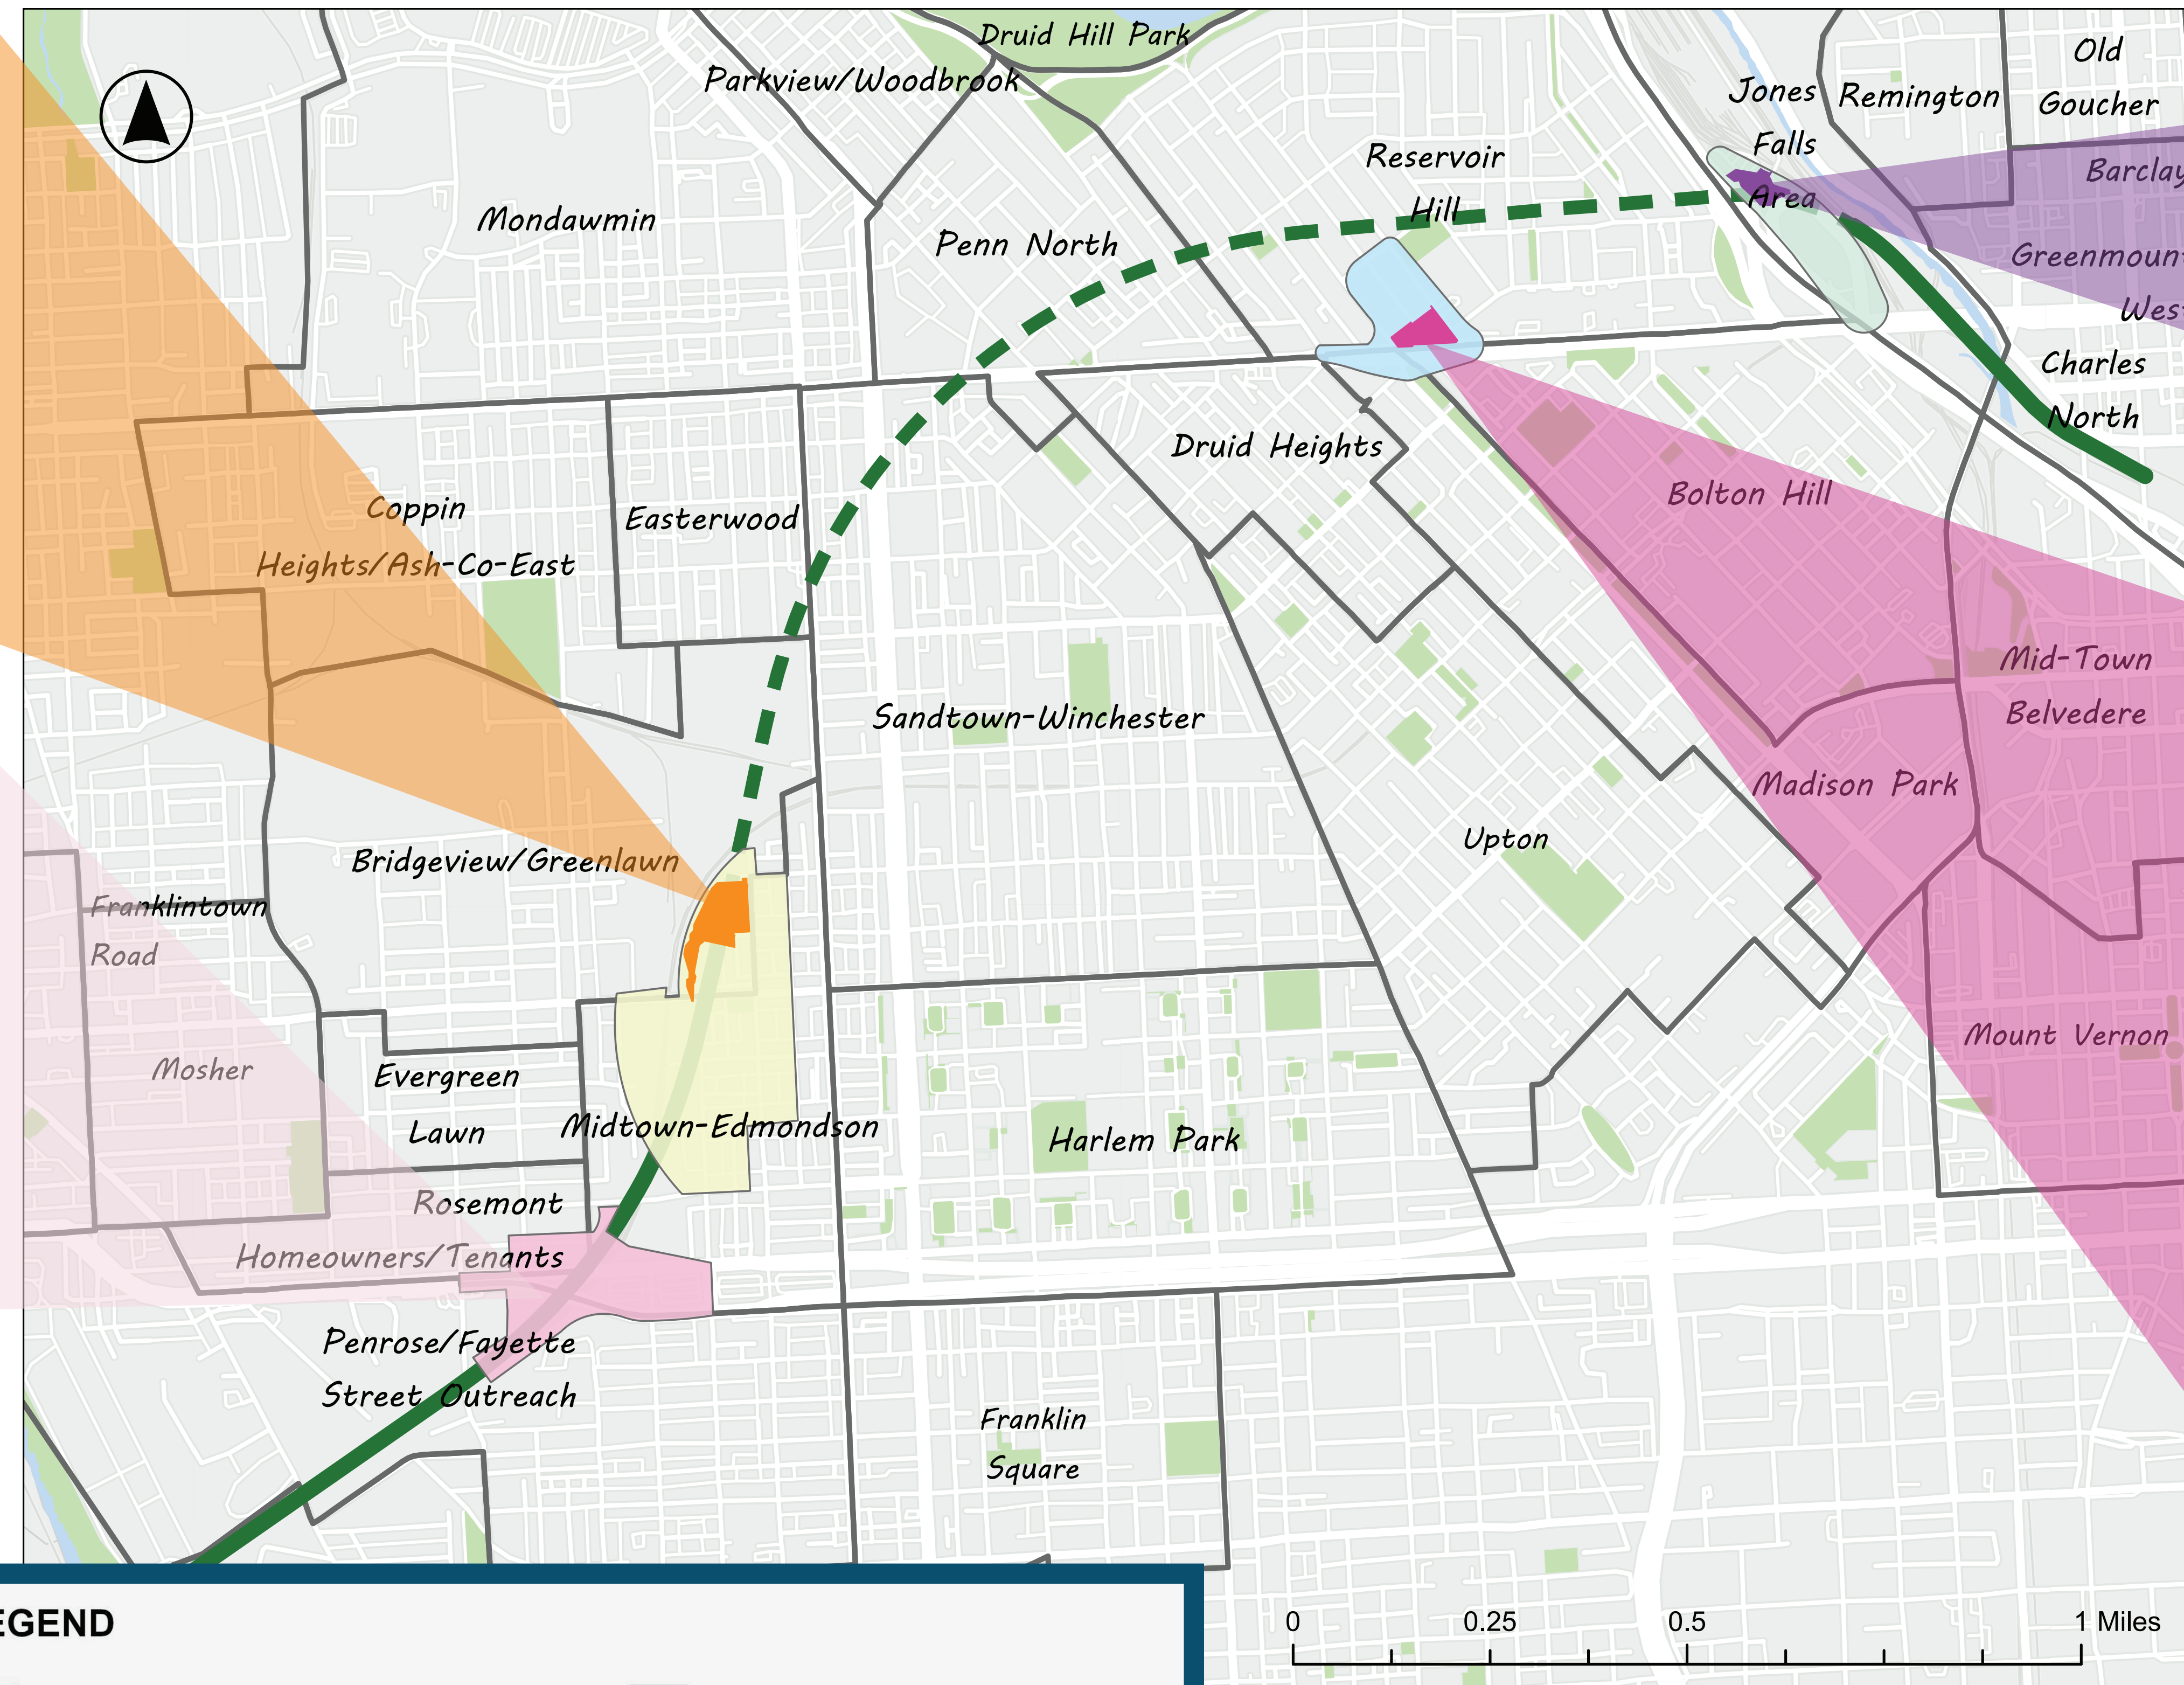 Druid Hill Park
Parkview/Woodbrook
Old
Goucher
Jones
Falls
Area
Remington
Reservoir
Hill
Barclay
Mondawmin
Penn North
Greenmount
West
Charles
North
Druid Heights
Bolton Hill
Coppin
Heights/Ash-Co-East
Easterwood
Sandtown-Winchester
Mid-Town
Belvedere
Madison Park
Upton
Bridgeview/Greenlawn
Franklintown
Road
Mount Vernon
Mosher
Evergreen
Lawn
Midtown-Edmondson
Harlem Park
Rosemont
Homeowners/Tenants
Penrose/Fayette
Street Outreach
Franklin
Square
EGEND
0 0.25 0.5 1 Miles